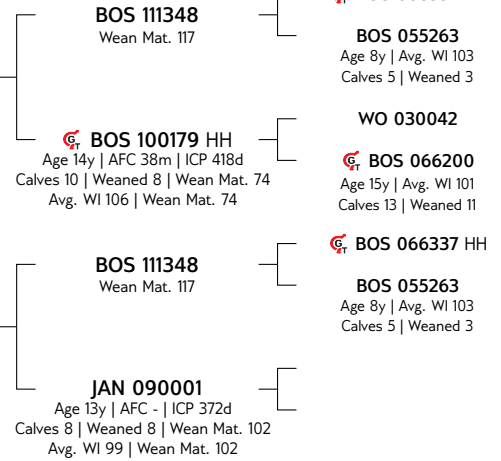 BOS 111348
Wean Mat. 117
BOS 055263
Age 8y | Avg. WI 103
Calves 5 | Weaned 3
GT BOS 100179 HH
Age 14y | AFC 38m | ICP 418d
Calves 10 | Weaned 8 | Wean Mat. 74
Avg. WI 106 | Wean Mat. 74
WO 030042
GT BOS 066200
Age 15y | Avg. WI 101
Calves 13 | Weaned 11
BOS 111348
Wean Mat. 117
GT BOS 066337 HH
BOS 055263
Age 8y | Avg. WI 103
Calves 5 | Weaned 3
JAN 090001
Age 13y | AFC - | ICP 372d
Calves 8 | Weaned 8 | Wean Mat. 102
Avg. WI 99 | Wean Mat. 102